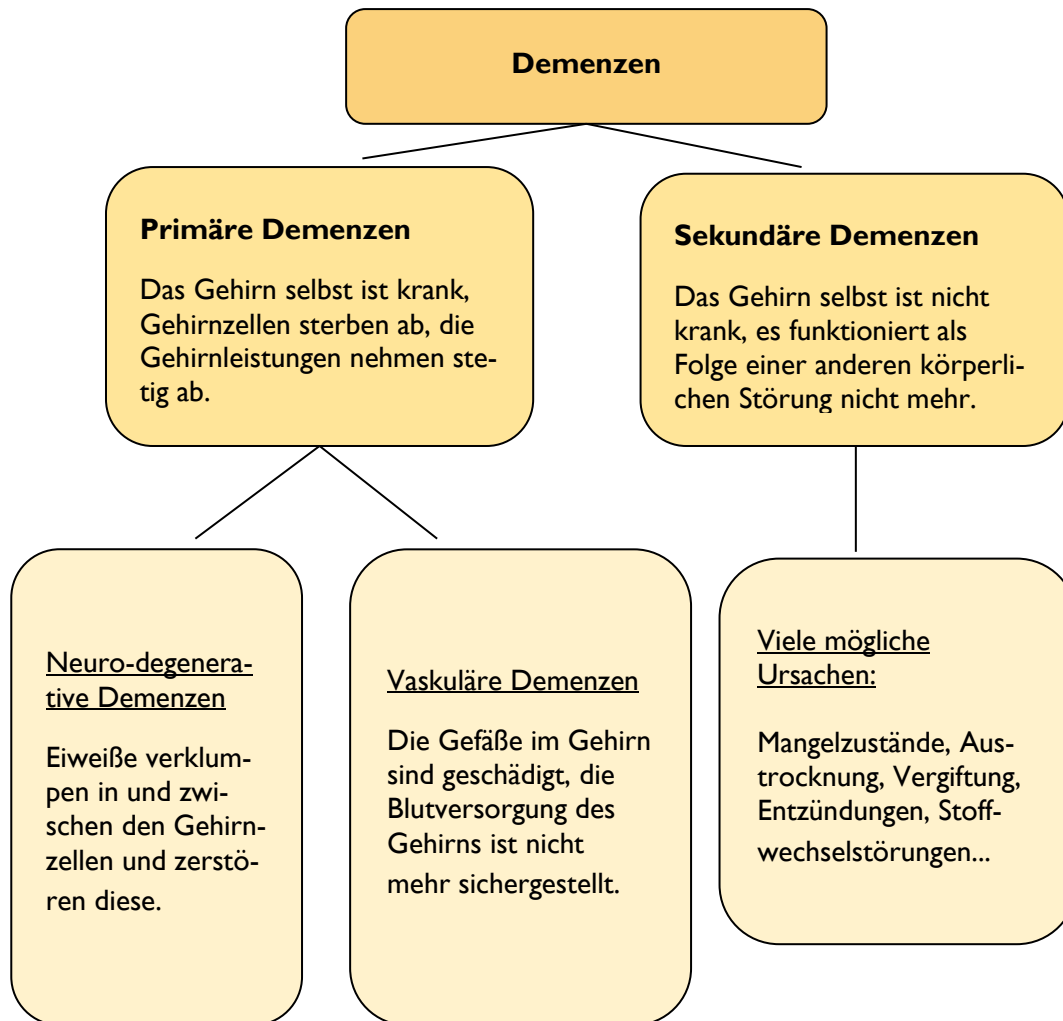 Demenzen
Primäre Demenzen
Das Gehirn selbst ist krank,
Gehirnzellen sterben ab, die
Gehirnleistungen nehmen ste-
tig ab.
Sekundäre Demenzen
Das Gehirn selbst ist nicht
krank, es funktioniert als
Folge einer anderen körperli-
chen Störung nicht mehr.
Neuro-degenera-
tive Demenzen
Eiweiße verklum-
pen in und zwi-
schen den Gehirn-
zellen und zerstö-
ren diese.
Vaskuläre Demenzen
Die Gefäße im Gehirn
sind geschädigt, die
Blutversorgung des
Gehirns ist nicht
mehr sichergestellt.
Viele mögliche
Ursachen:
Mangelzustände, Aus-
trocknung, Vergiftung,
Entzündungen, Stoff-
wechselstörungen...